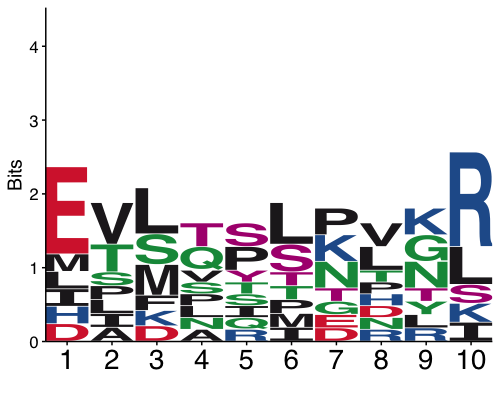 Bits
4
3
2
1
0
E M L I H D
V T S P L I A
L S M F K D
T Q V S P L N A
S P Y T S I Q R
L S T T P M I
P K N T G E D
V L T P H D N R
K G N T Y L R
R L S K I
1 2 3 4 5 6 7 8 9 10